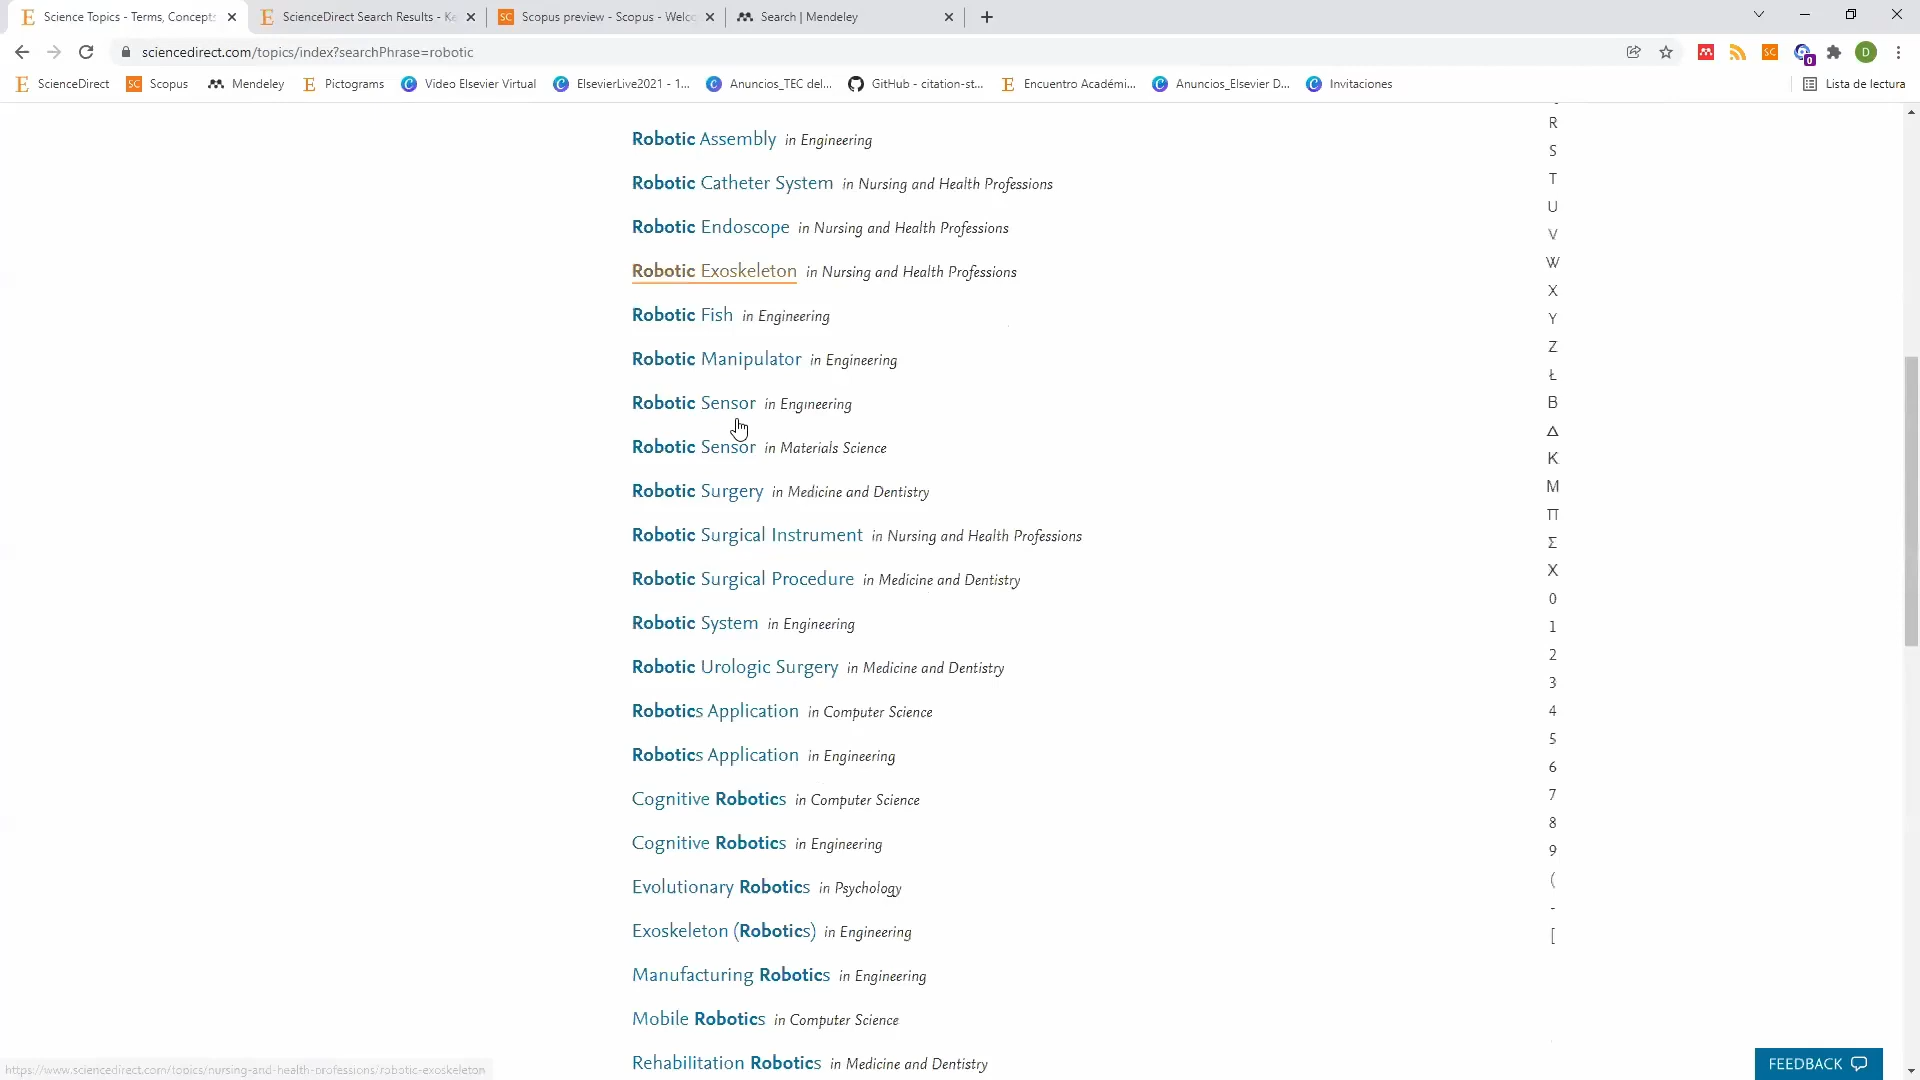 Science Topics - Terms, Concepts
ScienceDirect Search Results - Ke
Scopus preview - Scopus - Welco
Search | Mendeley
sciencedirect.com/topics/index?searchPhrase=robotic
ScienceDirect
Scopus
Mendeley
Pictograms
Video Elsevier Virtual
ElsevierLive2021 - 1...
Anuncios_TEC del...
GitHub - citation-st...
Encuentro Académi...
Anuncios_Elsevier D...
Invitaciones
Lista de lectura
Robotic Assembly in Engineering
Robotic Catheter System in Nursing and Health Professions
Robotic Endoscope in Nursing and Health Professions
Robotic Exoskeleton in Nursing and Health Professions
Robotic Fish in Engineering
Robotic Manipulator in Engineering
Robotic Sensor in Engineering
Robotic Sensor in Materials Science
Robotic Surgery in Medicine and Dentistry
Robotic Surgical Instrument in Nursing and Health Professions
Robotic Surgical Procedure in Medicine and Dentistry
Robotic System in Engineering
Robotic Urologic Surgery in Medicine and Dentistry
Robotics Application in Computer Science
Robotics Application in Engineering
Cognitive Robotics in Computer Science
Cognitive Robotics in Engineering
Evolutionary Robotics in Psychology
Exoskeleton (Robotics) in Engineering
Manufacturing Robotics in Engineering
Mobile Robotics in Computer Science
Rehabilitation Robotics in Medicine and Dentistry
R
S
T
U
V
W
X
Y
Z
Ł
Β
Δ
Κ
Μ
Π
Σ
Χ
0
1
2
3
4
5
6
7
8
9
(
-
[
FEEDBACK
https://www.sciencedirect.com/topics/nursing-and-health-professions/robotic-exoskeleton